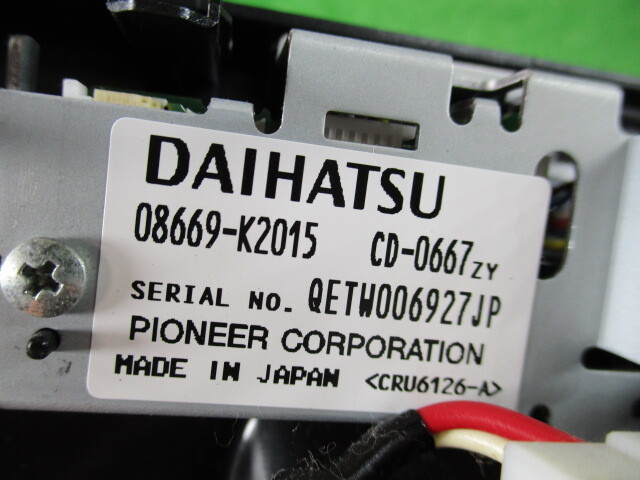 DAIHATSU
08669-K2015 CD-0667ZY
SERIAL NO. QETW006927JP
PIONEER CORPORATION
MADE IN JAPAN <CRU6126-A>